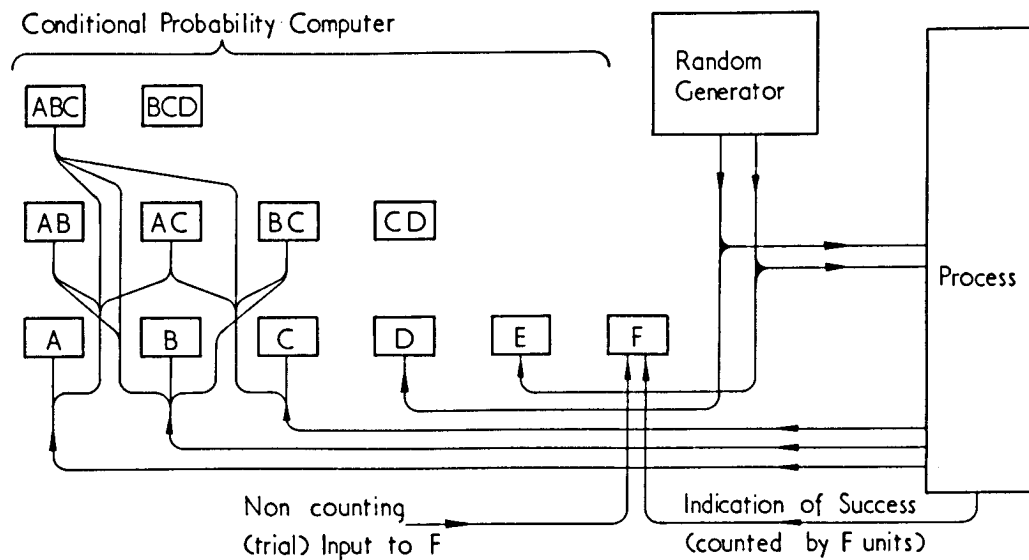 Conditional Probability Computer
Random
Generator
ABC
BCD
AB
AC
BC
CD
Process
A
B
C
D
E
F
Non counting
(trial) Input to F
Indication of Success
(counted by F units)